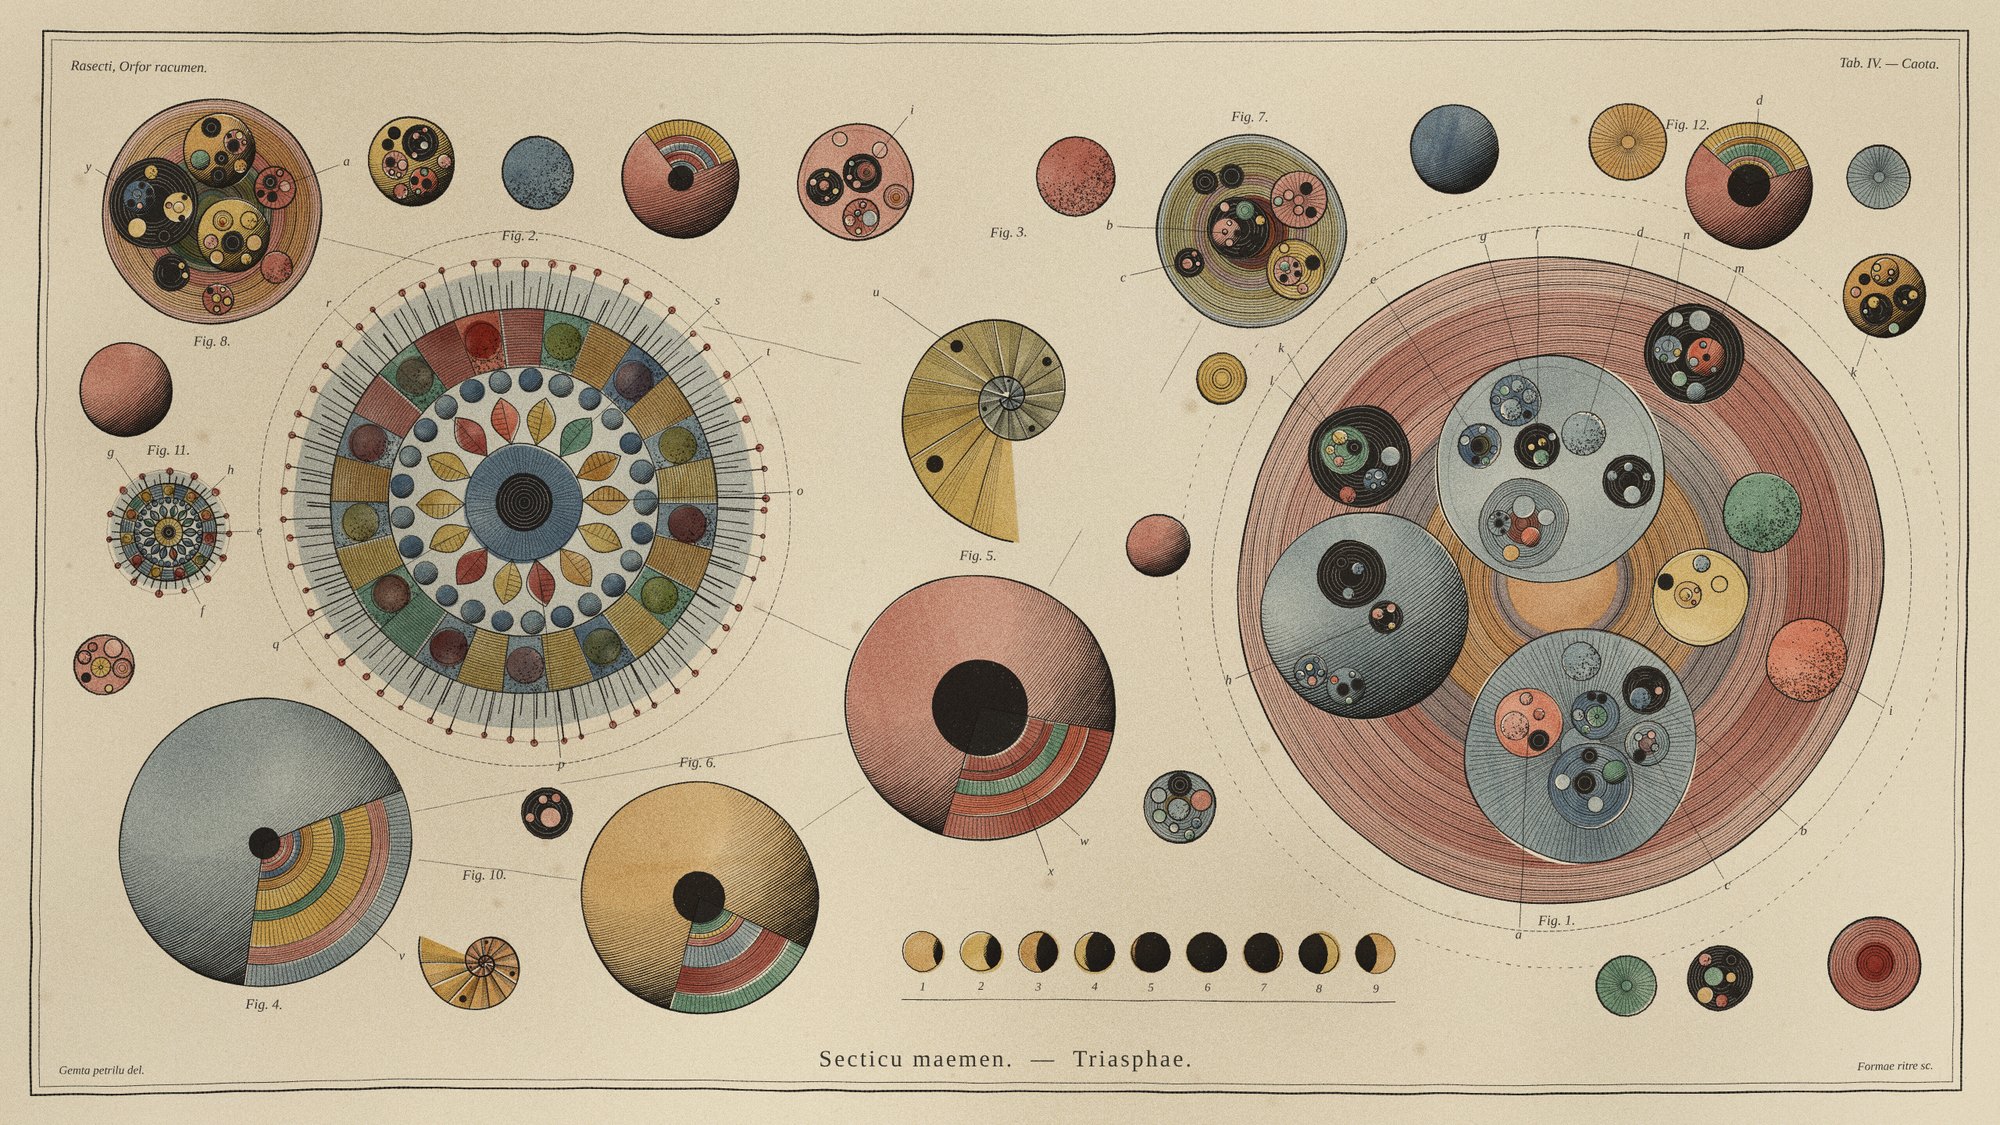 Rasecti, Orfor racumen.
Tab. IV. — Caota.
d
i
Fig. 7.
Fig. 12.
y
a
b
Fig. 2.
Fig. 3.
g
f
d
n
c
e
m
u
r
s
Fig. 8.
k
t
k
l
g
Fig. 11.
h
o
e
Fig. 5.
f
q
h
i
p
Fig. 6.
b
w
x
Fig. 10.
c
Fig. 1.
a
v
1 2 3 4 5 6 7 8 9
Fig. 4.
Secticu maemen. — Triasphae.
Gemta petrilu del.
Formae ritre sc.